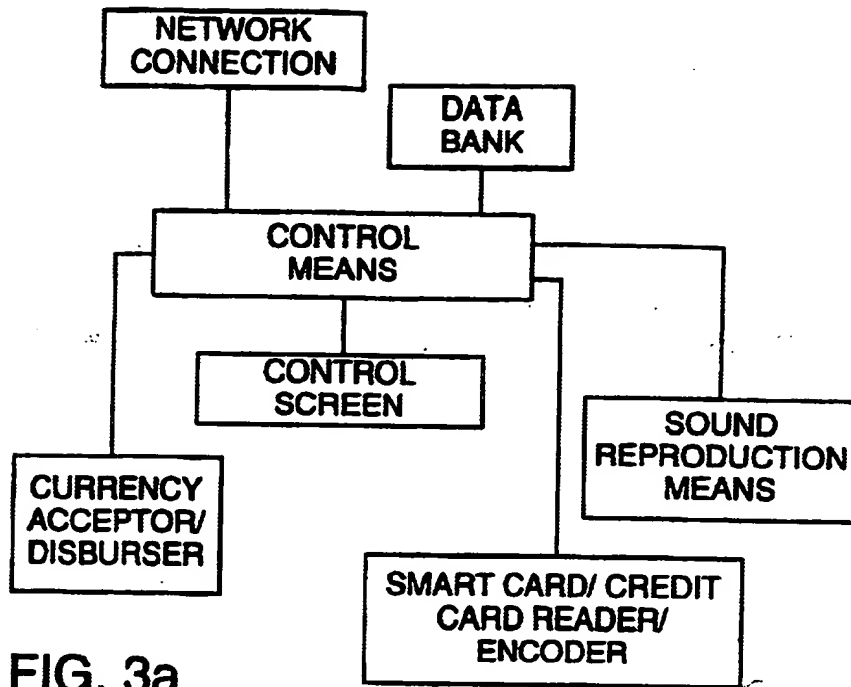 NETWORK
CONNECTION
DATA
BANK
CONTROL
MEANS
CONTROL
SCREEN
SOUND
REPRODUCTION
MEANS
CURRENCY
ACCEPTOR/
DISBURSER
SMART CARD/ CREDIT
CARD READER/
ENCODER
FIG. 3a